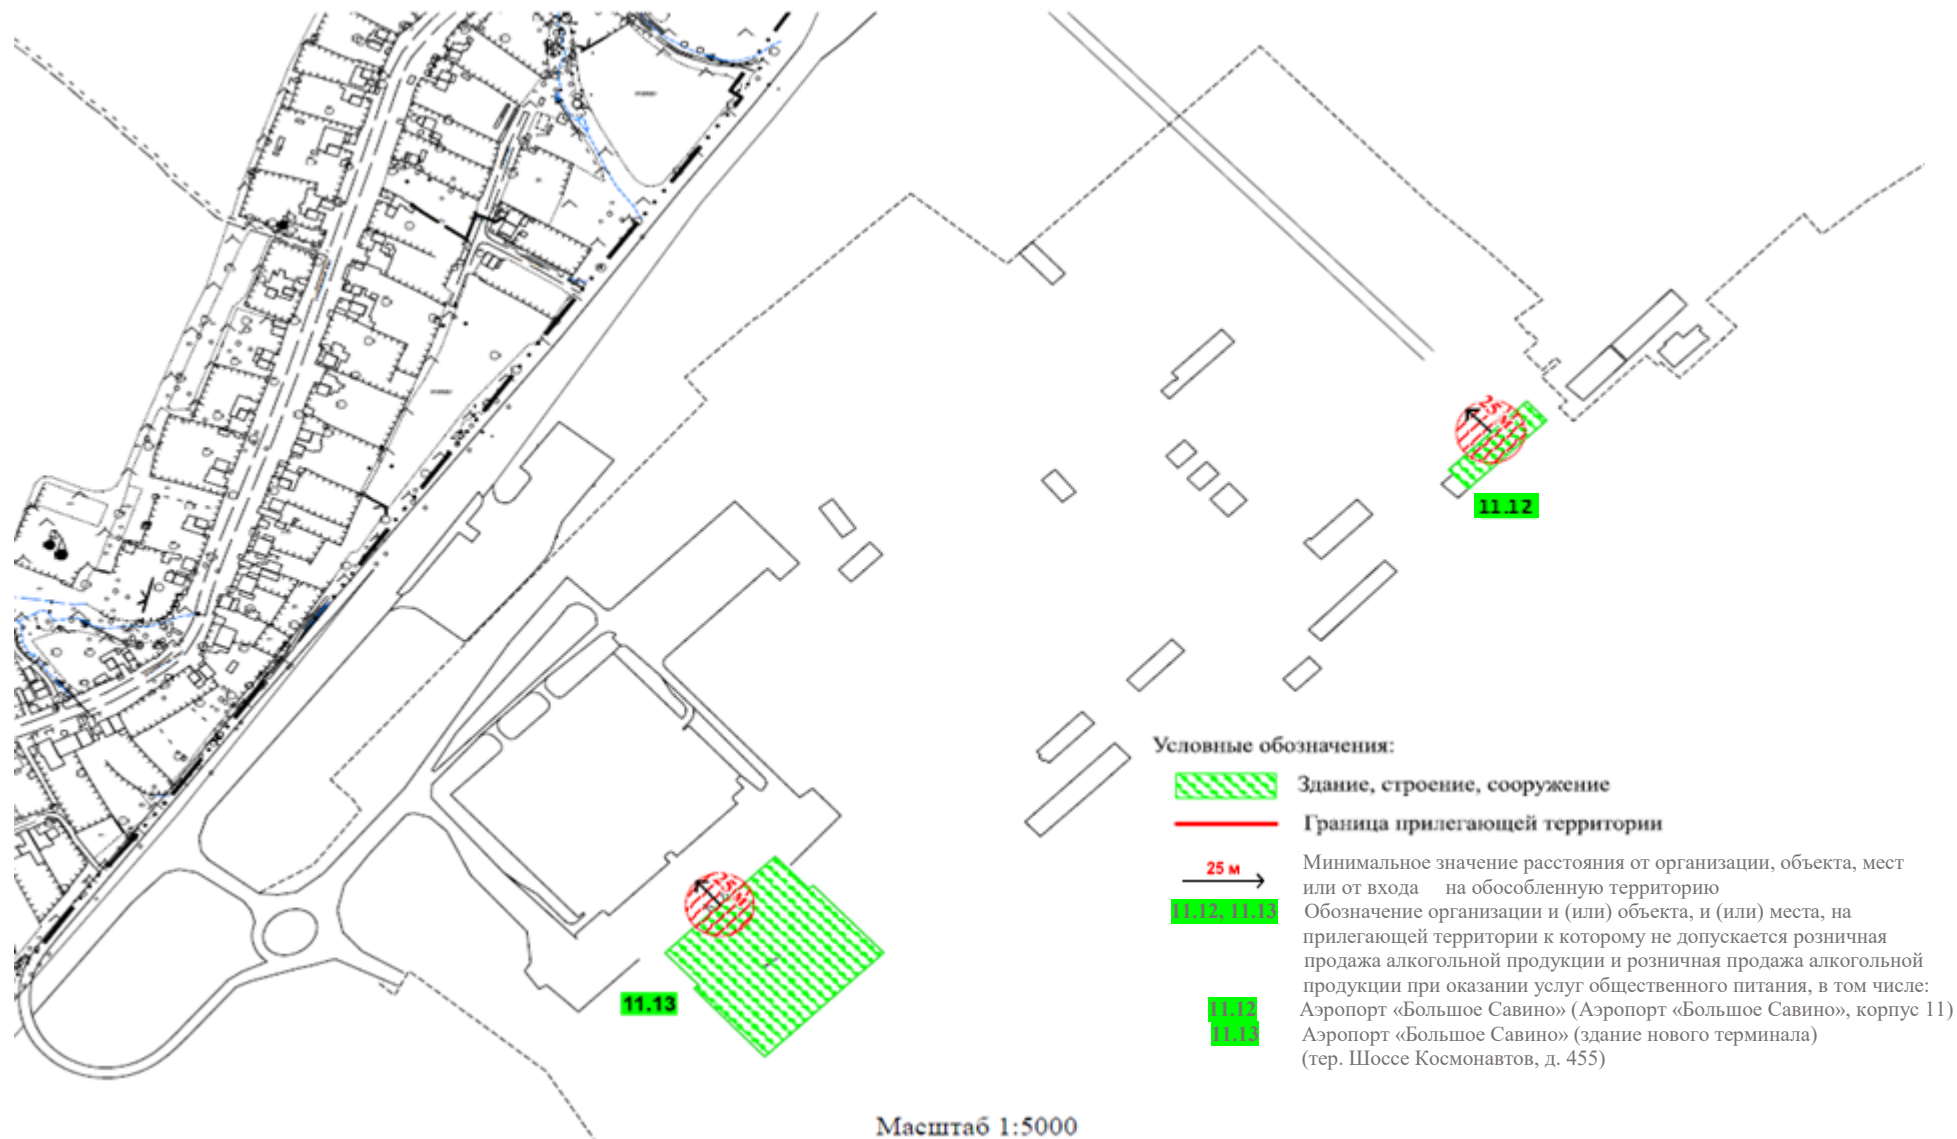 25 м
11.12
Условные обозначения:
Здание, строение, сооружение
Граница прилегающей территории
25 м
Минимальное значение расстояния от организации, объекта, мест
или от входа на обособленную территорию
11.12, 11.13
Обозначение организации и (или) объекта, и (или) места, на
прилегающей территории к которому не допускается розничная
продажа алкогольной продукции и розничная продажа алкогольной
продукции при оказании услуг общественного питания, в том числе:
11.12 Аэропорт «Большое Савино» (Аэропорт «Большое Савино», корпус 11)
11.13 Аэропорт «Большое Савино» (здание нового терминала)
(тер. Шоссе Космонавтов, д. 455)
25 м
11.13
Масштаб 1:5000